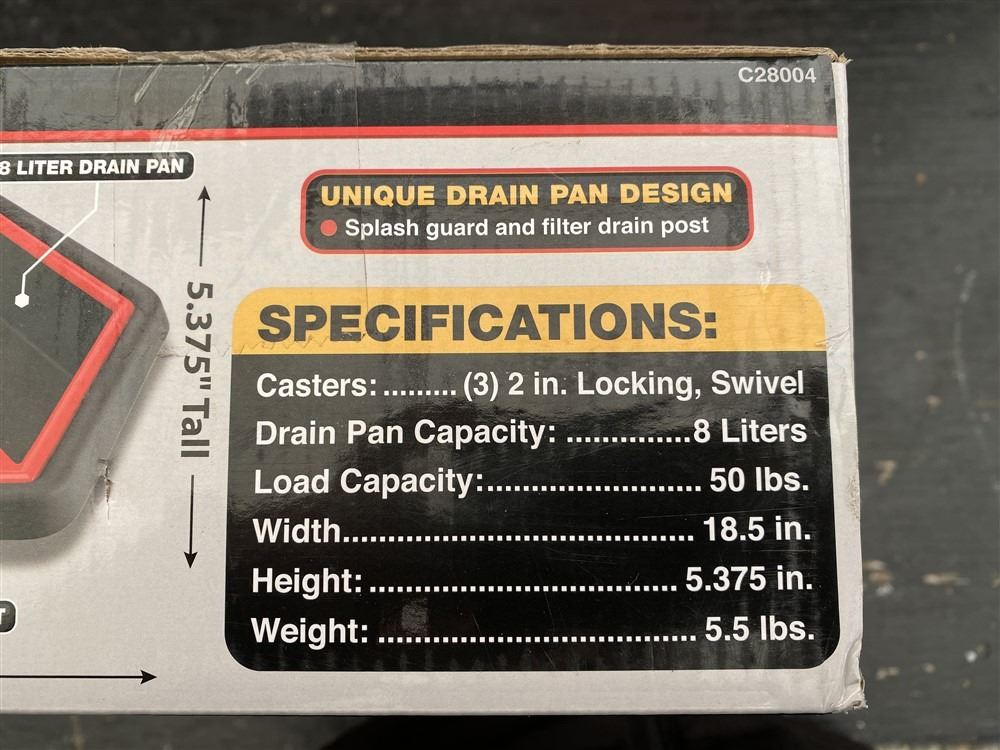 C28004
8 LITER DRAIN PAN
UNIQUE DRAIN PAN DESIGN
Splash guard and filter drain post
5.375" Tall
SPECIFICATIONS:
Casters: ......... (3) 2 in. Locking, Swivel
Drain Pan Capacity: ..............8 Liters
Load Capacity:........................ 50 lbs.
Width...................................... 18.5 in.
Height: .................................. 5.375 in.
Weight: ................................... 5.5 lbs.
T